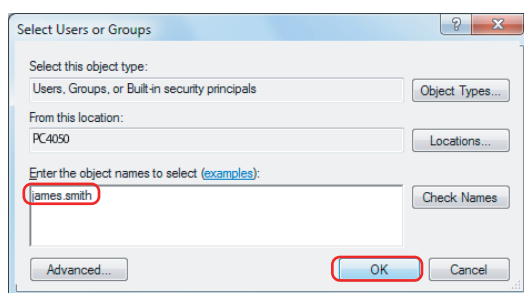 Select Users or Groups
Select this object type:
Users, Groups, or Built-in security principals
Object Types...
From this location:
PC4050
Locations...
Enter the object names to select (examples):
james.smith
Check Names
Advanced...
OK
Cancel